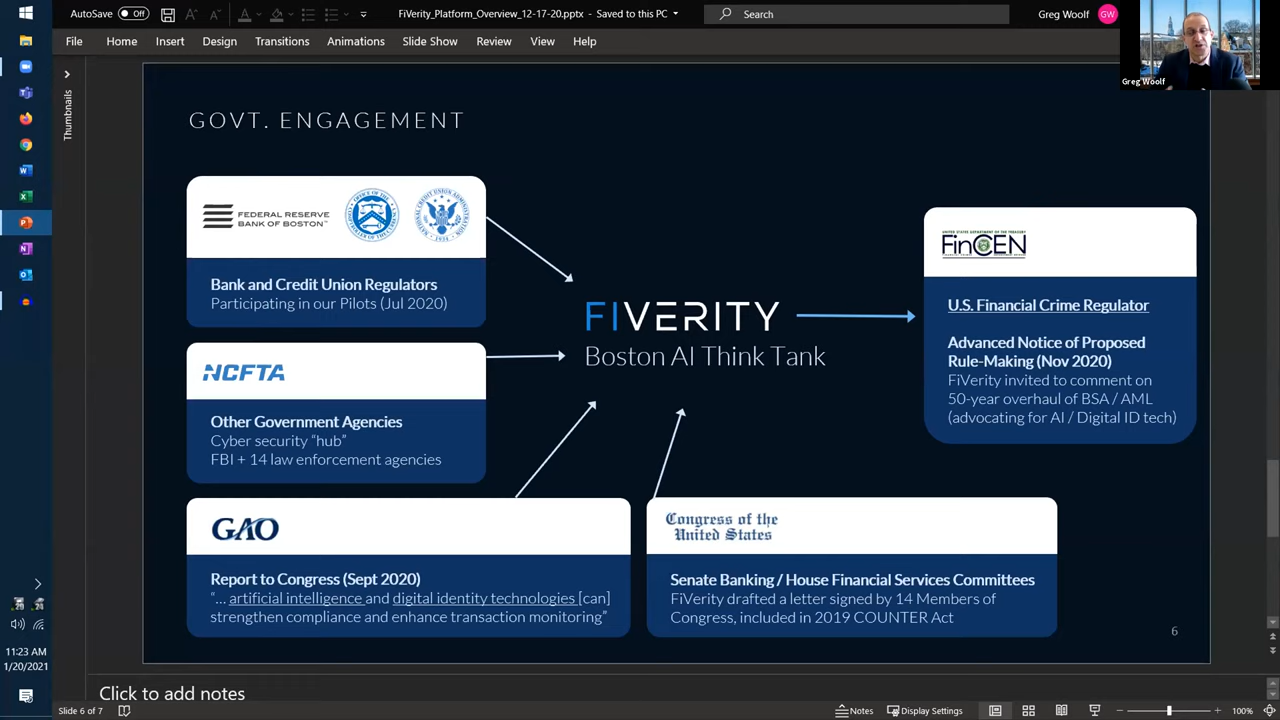 AutoSave Off
FiVerity_Platform_Overview_12-17-20.pptx - Saved to this PC
Search
Greg Woolf GW
File Home Insert Design Transitions Animations Slide Show Review View Help
Greg Woolf
Thumbnails
GOVT. ENGAGEMENT
FEDERAL RESERVE
BANK OF BOSTON™
Bank and Credit Union Regulators
Participating in our Pilots (Jul 2020)
NCFTA
Other Government Agencies
Cyber security “hub”
FBI + 14 law enforcement agencies
FIVERITY
Boston AI Think Tank
UNITED STATES DEPARTMENT OF THE TREASURY
FinCEN
U.S. Financial Crime Regulator
Advanced Notice of Proposed
Rule-Making (Nov 2020)
FiVerity invited to comment on
50-year overhaul of BSA / AML
(advocating for AI / Digital ID tech)
GAO
Report to Congress (Sept 2020)
“... artificial intelligence and digital identity technologies [can]
strengthen compliance and enhance transaction monitoring”
Congress of the
United States
Senate Banking / House Financial Services Committees
FiVerity drafted a letter signed by 14 Members of
Congress, included in 2019 COUNTER Act
6
11:23 AM
1/20/2021
Click to add notes
Slide 6 of 7
Notes Display Settings 100%